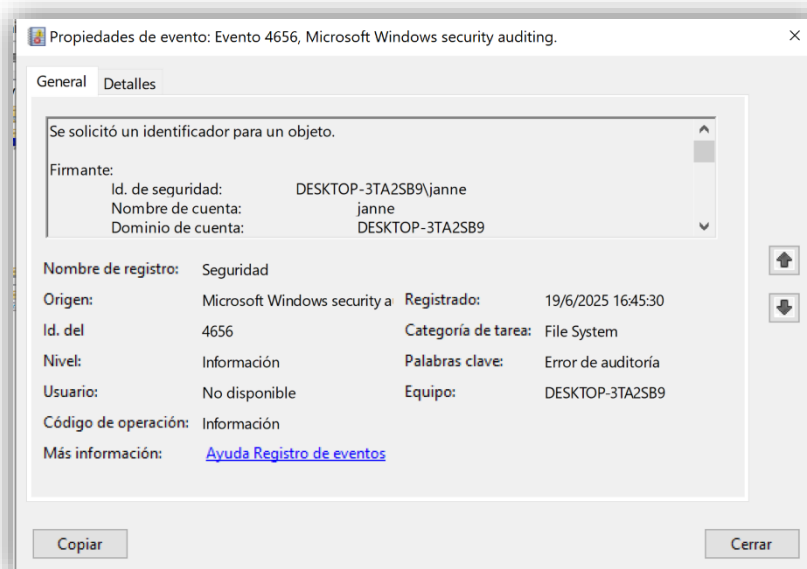 Propiedades de evento: Evento 4656, Microsoft Windows security auditing.
General Detalles
Se solicitó un identificador para un objeto.
Firmante:
Id. de seguridad: DESKTOP-3TA2SB9\janne
Nombre de cuenta: janne
Dominio de cuenta: DESKTOP-3TA2SB9
Nombre de registro: Seguridad
Origen: Microsoft Windows security a Registrado: 19/6/2025 16:45:30
Id. del 4656 Categoría de tarea: File System
Nivel: Información Palabras clave: Error de auditoría
Usuario: No disponible Equipo: DESKTOP-3TA2SB9
Código de operación: Información
Más información: Ayuda Registro de eventos
Copiar Cerrar